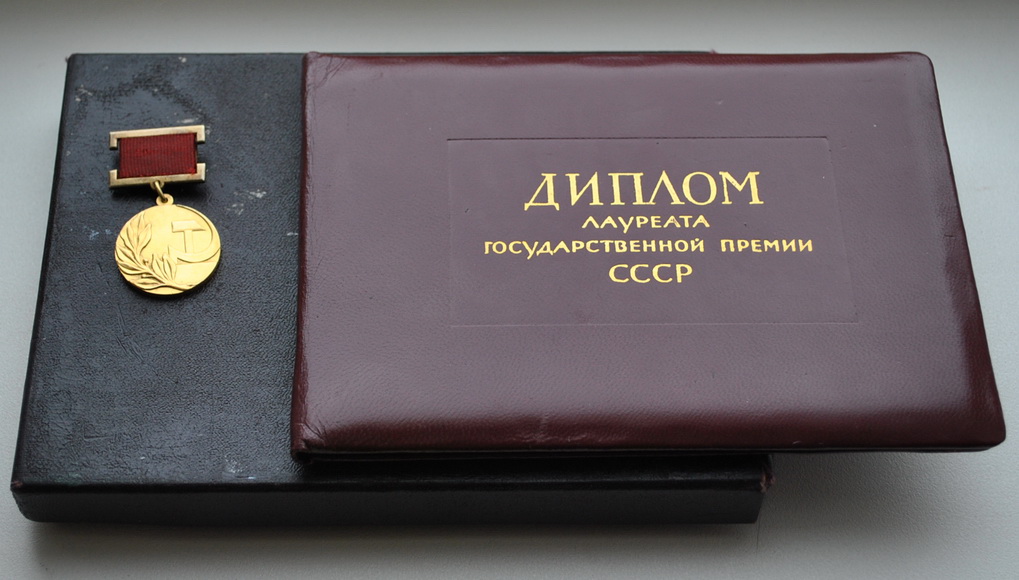 ДИПЛОМ
ЛАУРЕАТА
ГОСУДАРСТВЕННОЙ ПРЕМИИ
СССР